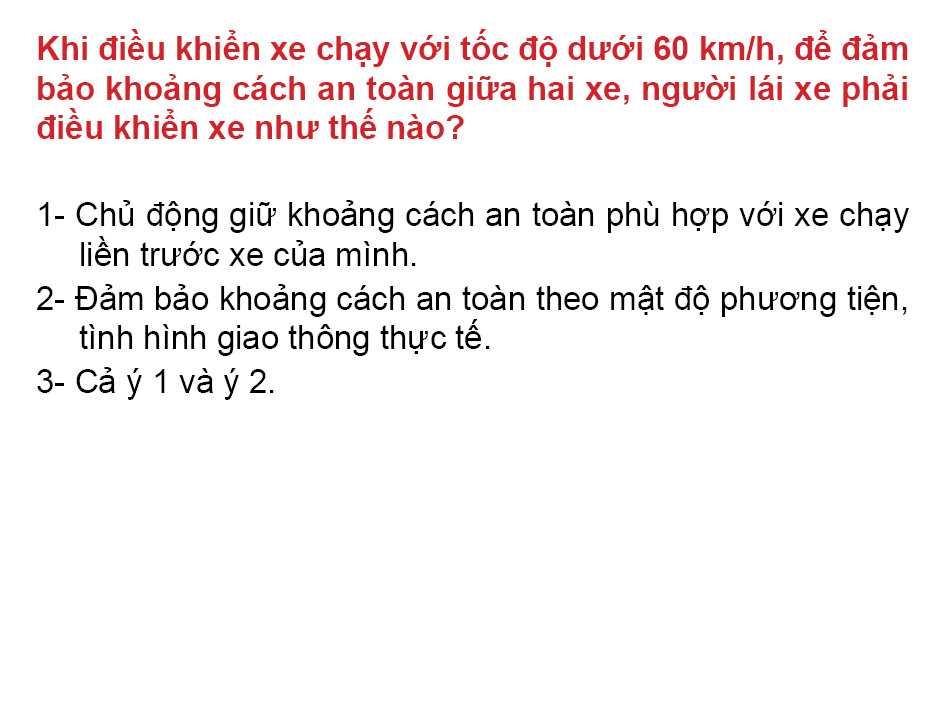 Khi điều khiển xe chạy với tốc độ dưới 60 km/h, để đảm
bảo khoảng cách an toàn giữa hai xe, người lái xe phải
điều khiển xe như thế nào?
1- Chủ động giữ khoảng cách an toàn phù hợp với xe chạy
liền trước xe của mình.
2- Đảm bảo khoảng cách an toàn theo mật độ phương tiện,
tình hình giao thông thực tế.
3- Cả ý 1 và ý 2.